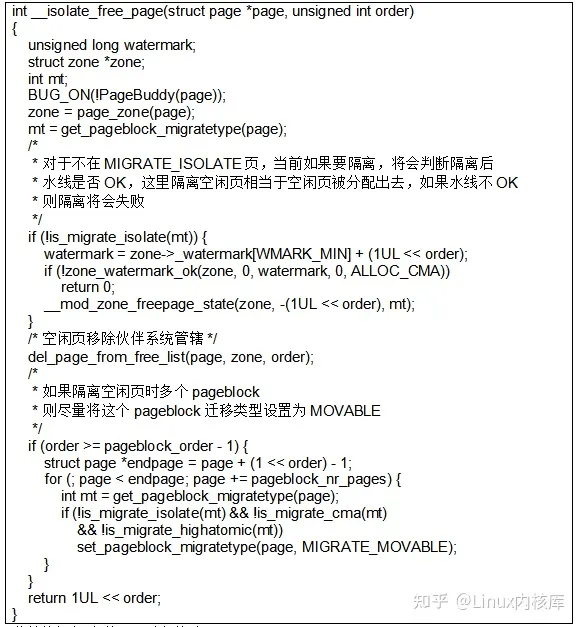 int __isolate_free_page(struct page *page, unsigned int order)
{
    unsigned long watermark;
    struct zone *zone;
    int mt;
    BUG_ON(!PageBuddy(page));
    zone = page_zone(page);
    mt = get_pageblock_migratetype(page);
    /*
     * 对于不在 MIGRATE_ISOLATE 页，当前如果要隔离，将会判断隔离后
     * 水线是否 OK，这里隔离空闲页相当于空闲页被分配出去，如果水线不 OK
     * 则隔离将会失败
     */
    if (!is_migrate_isolate(mt)) {
        watermark = zone->_watermark[WMARK_MIN] + (1UL << order);
        if (!zone_watermark_ok(zone, 0, watermark, 0, ALLOC_CMA))
            return 0;
        __mod_zone_freepage_state(zone, -(1UL << order), mt);
    }
    /* 空闲页移除伙伴系统管辖 */
    del_page_from_free_list(page, zone, order);
    /*
     * 如果隔离空闲页时多个 pageblock
     * 则尽量将这个 pageblock 迁移类型设置为 MOVABLE
     */
    if (order >= pageblock_order - 1) {
        struct page *endpage = page + (1 << order) - 1;
        for (; page < endpage; page += pageblock_nr_pages) {
            int mt = get_pageblock_migratetype(page);
            if (!is_migrate_isolate(mt) && !is_migrate_cma(mt)
                && !is_migrate_highatomic(mt))
                set_pageblock_migratetype(page, MIGRATE_MOVABLE);
        }
    }
    return 1UL << order;
}
知乎 @Linux内核库